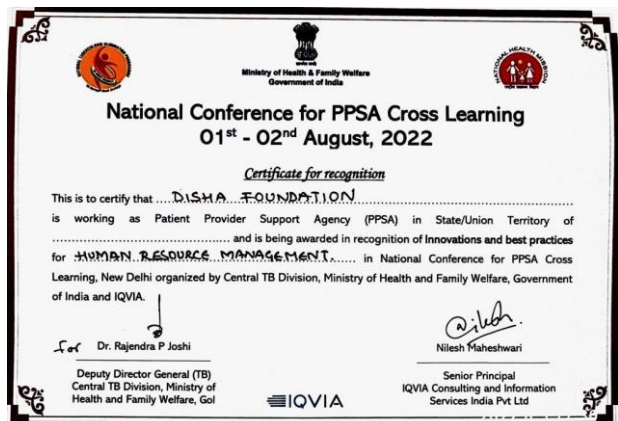 Ministry of Health & Family Welfare
Government of India
NATIONAL HEALTH MISSION
National Conference for PPSA Cross Learning
01st - 02nd August, 2022
Certificate for recognition
This is to certify that ....DISHA FOUNDATION....
is working as Patient Provider Support Agency (PPSA) in State/Union Territory of
.................................................. and is being awarded in recognition of Innovations and best practices
for .HUMAN RESOURCE MANAGEMENT....... in National Conference for PPSA Cross
Learning, New Delhi organized by Central TB Division, Ministry of Health and Family Welfare, Government
of India and IQVIA.
For Dr. Rajendra P Joshi
Deputy Director General (TB)
Central TB Division, Ministry of
Health and Family Welfare, GoI
IQVIA
Nilesh.
Nilesh Maheshwari
Senior Principal
IQVIA Consulting and Information
Services India Pvt Ltd